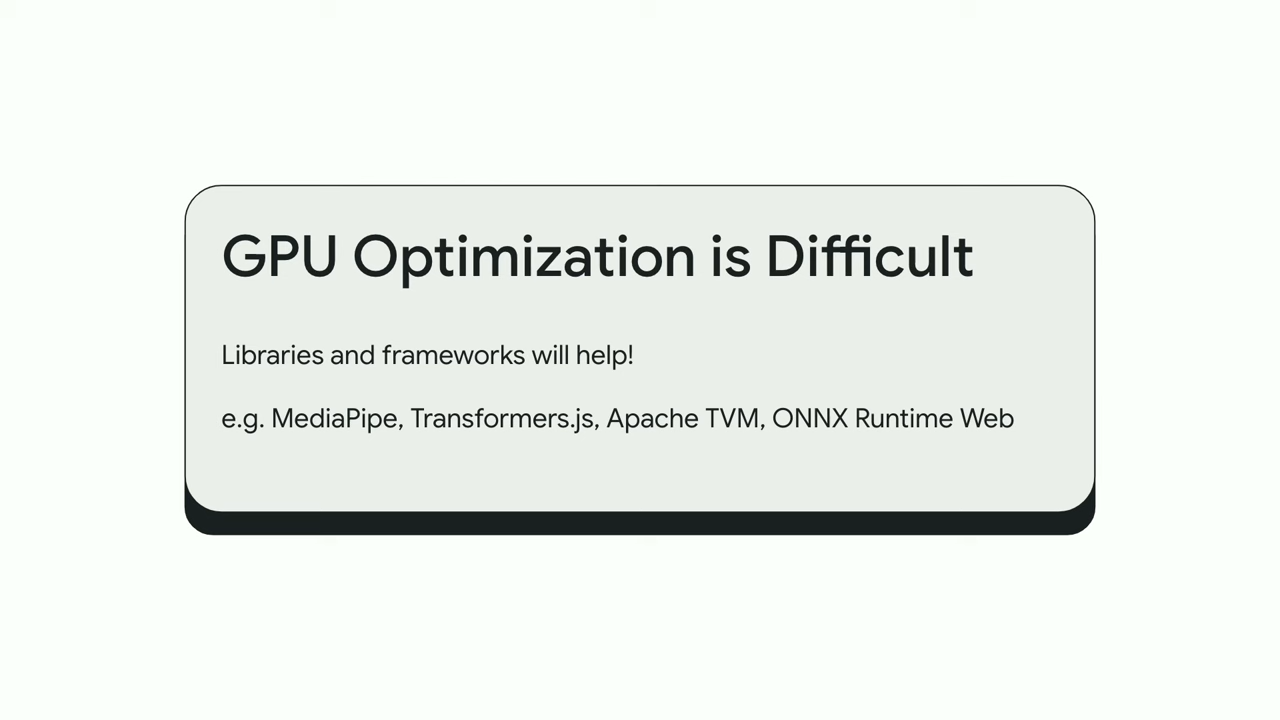 GPU Optimization is Difficult
Libraries and frameworks will help!
e.g. MediaPipe, Transformers.js, Apache TVM, ONNX Runtime Web